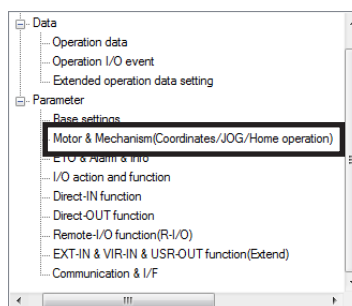 Data
Operation data
Operation I/O event
Extended operation data setting
Parameter
Base settings
Motor & Mechanism(Coordinates/JOG/Home operation)
ETO & Alarm & Info
I/O action and function
Direct-IN function
Direct-OUT function
Remote-I/O function(R-I/O)
EXT-IN & VIR-IN & USR-OUT function(Extend)
Communication & I/F